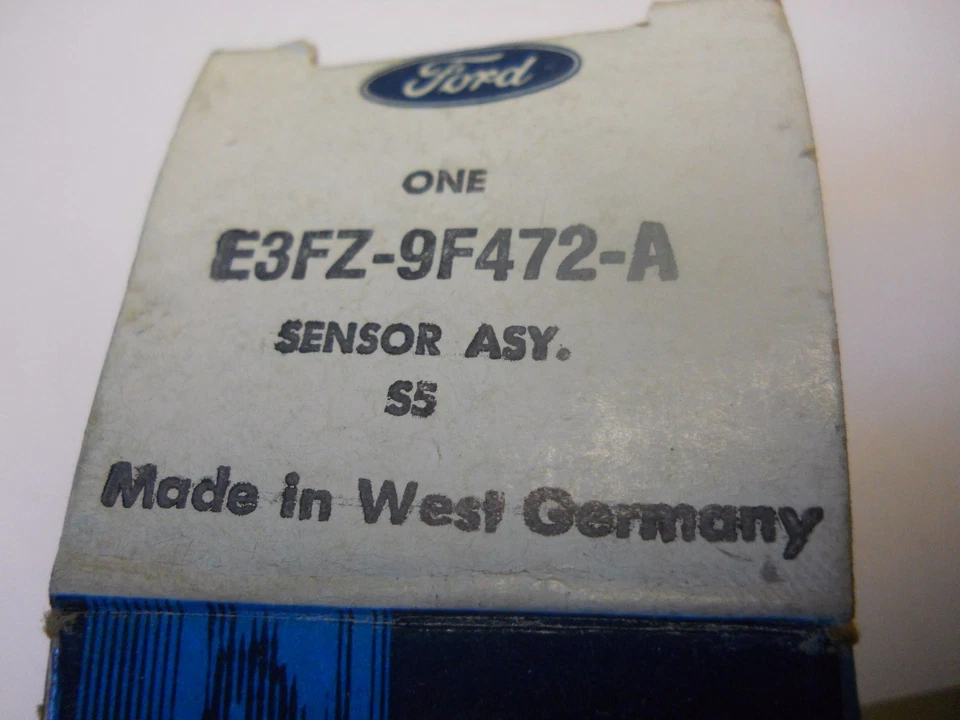 Ford
ONE
E3FZ-9F472-A
SENSOR ASY.
S5
Made in West Germany